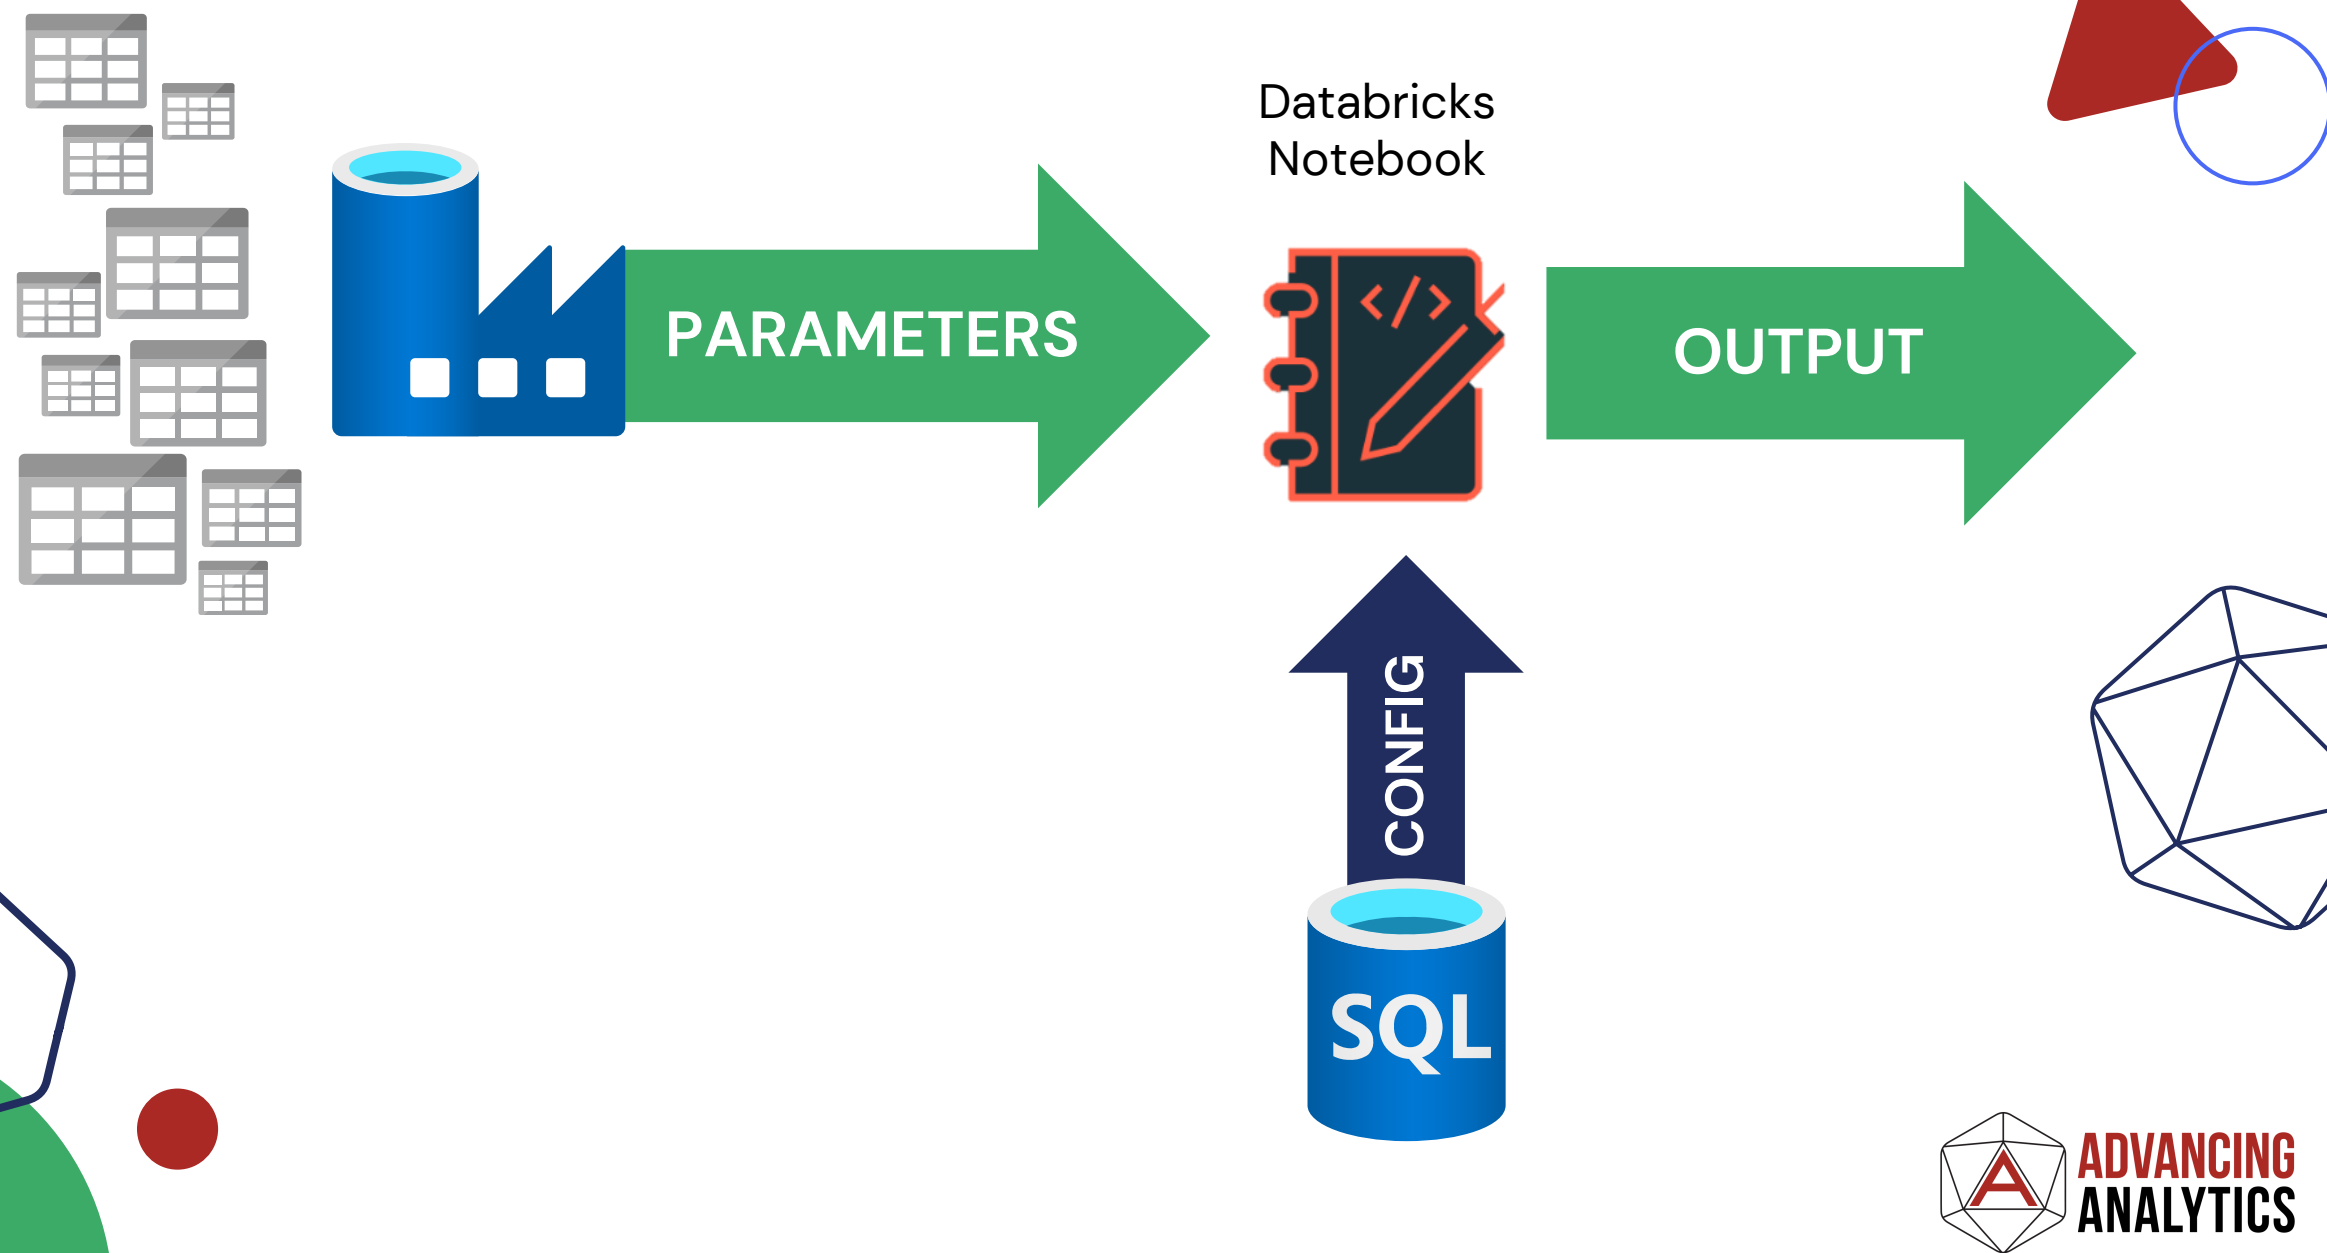 Databricks
Notebook
PARAMETERS
OUTPUT
CONFIG
SQL
ADVANCING
ANALYTICS